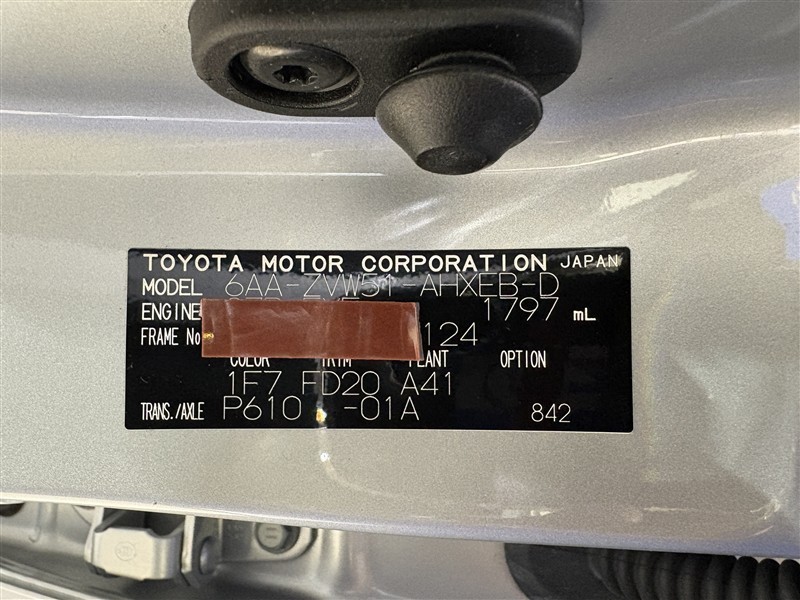 TOYOTA MOTOR CORPORATION JAPAN
MODEL 6AA-ZVW51-AHXEB-D
ENGINE 1797 mL
FRAME No 124
COLOR TRIM PLANT OPTION
1F7 FD20 A41
TRANS./AXLE P610 -01A 842